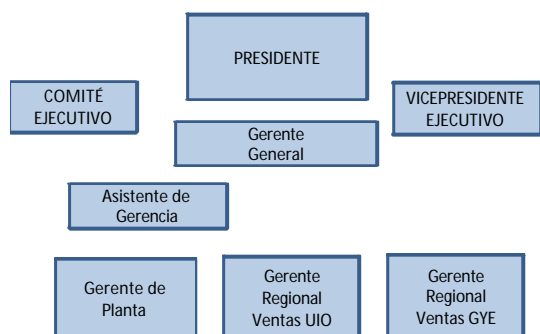 PRESIDENTE
COMITÉ
EJECUTIVO
VICEPRESIDENTE
EJECUTIVO
Gerente
General
Asistente de
Gerencia
Gerente de
Planta
Gerente
Regional
Ventas UIO
Gerente
Regional
Ventas GYE